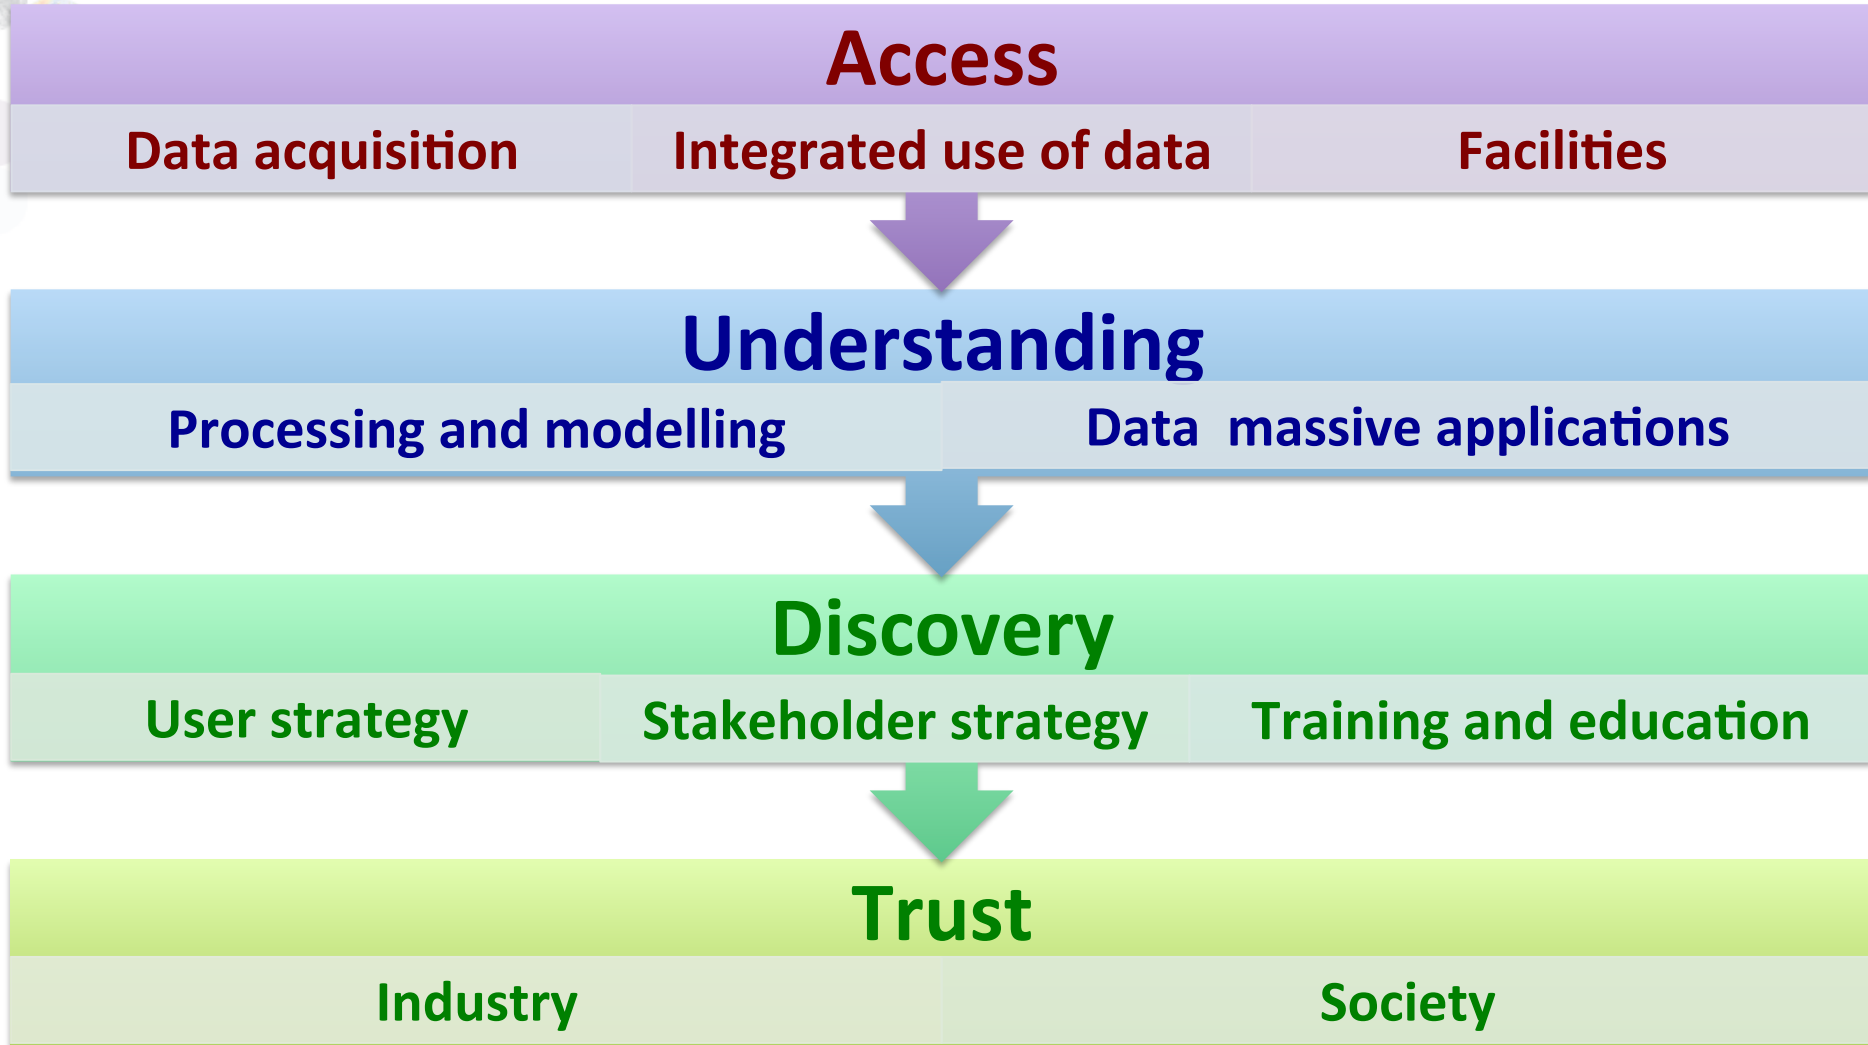 Access
Data acquisition Integrated use of data Facilities
Understanding
Processing and modelling Data massive applications
Discovery
User strategy Stakeholder strategy Training and education
Trust
Industry Society